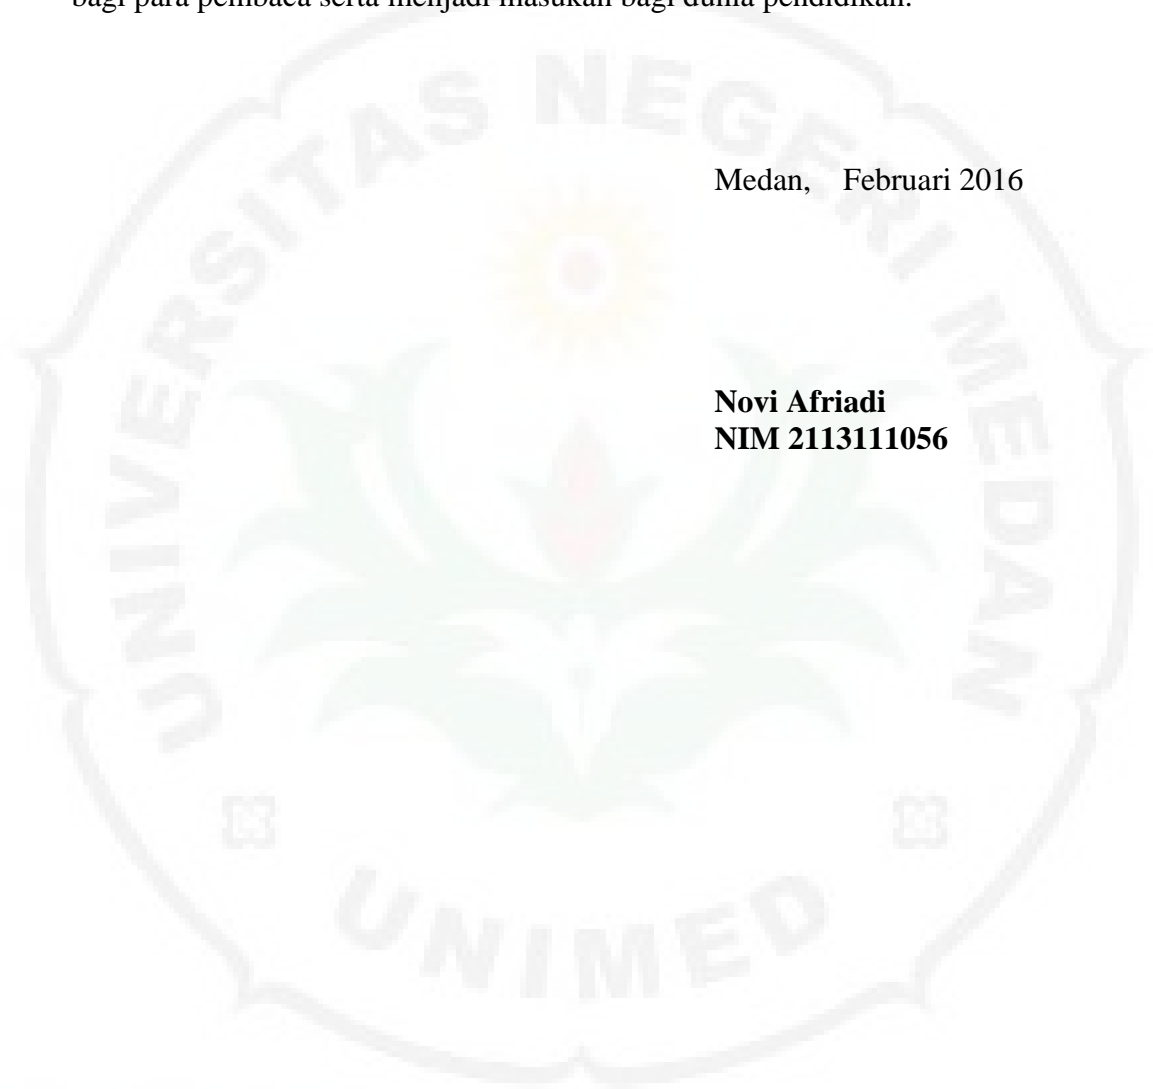 bagi para pembaca serta menjadi masukan bagi dunia pendidikan.
Medan, Februari 2016
Novi Afriadi
NIM 2113111056
UNIVERSITAS NEGERI MEDAN
UNIMED